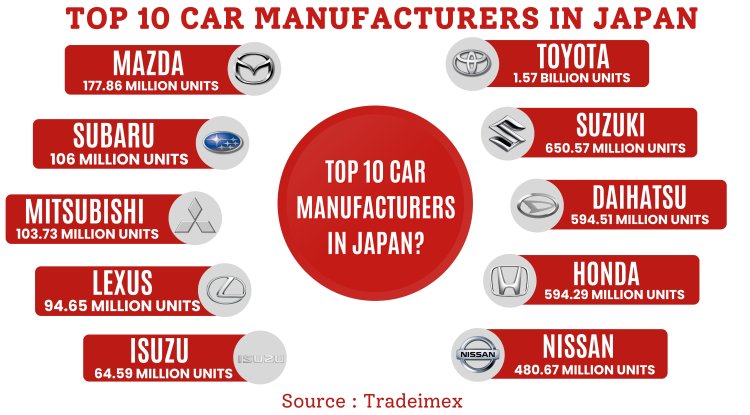 TOP 10 CAR MANUFACTURERS IN JAPAN
MAZDA
177.86 MILLION UNITS
SUBARU
106 MILLION UNITS
MITSUBISHI
103.73 MILLION UNITS
LEXUS
94.65 MILLION UNITS
ISUZU
64.59 MILLION UNITS
ISUZU
TOP 10 CAR
MANUFACTURERS
IN JAPAN?
TOYOTA
1.57 BILLION UNITS
SUZUKI
650.57 MILLION UNITS
DAIHATSU
594.51 MILLION UNITS
HONDA
594.29 MILLION UNITS
NISSAN
480.67 MILLION UNITS
NISSAN
Source : Tradeimex